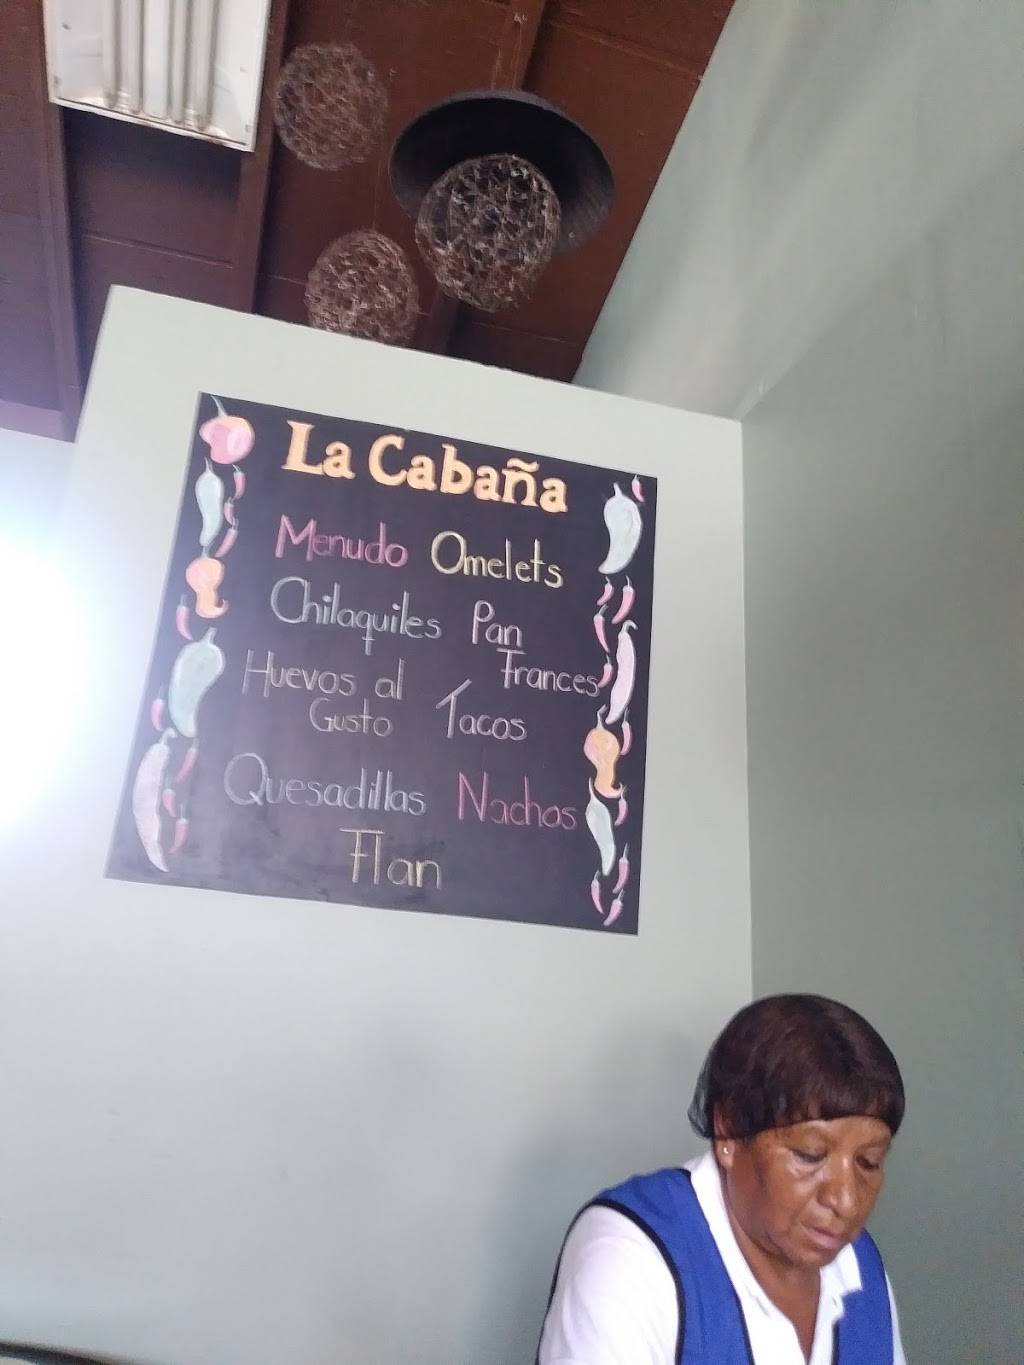 La Cabaña
Menudo Omelets
Chilaquiles Pan Frances
Huevos al Gusto Tacos
Quesadillas Nachos
Flan